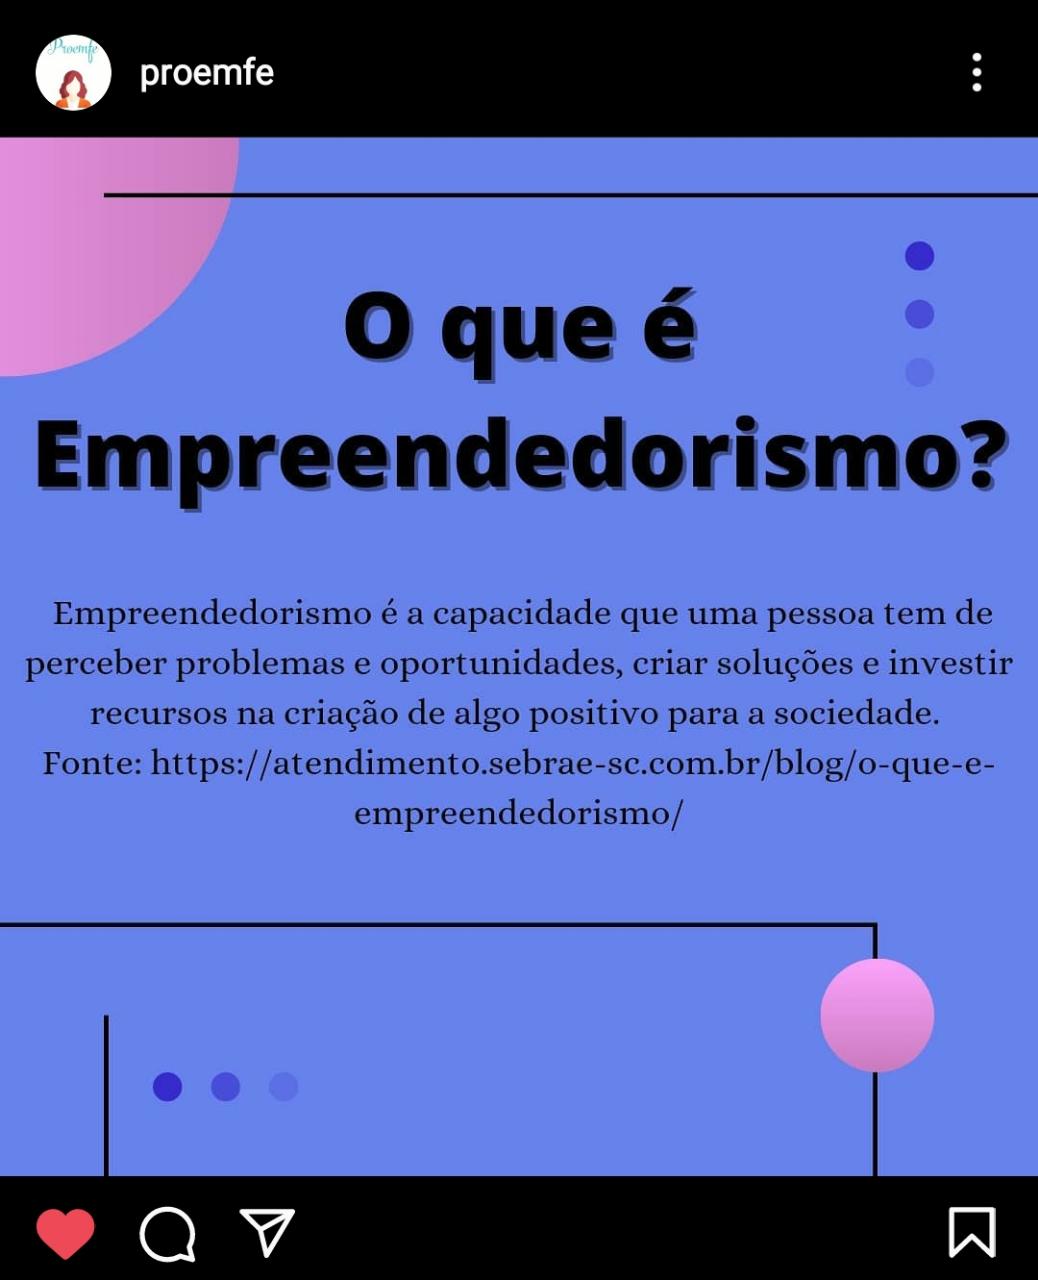 Proemfe
proemfe
O que é
Empreendedorismo?
Empreendedorismo é a capacidade que uma pessoa tem de
perceber problemas e oportunidades, criar soluções e investir
recursos na criação de algo positivo para a sociedade.
Fonte: https://atendimento.sebrae-sc.com.br/blog/o-que-e-
empreendedorismo/